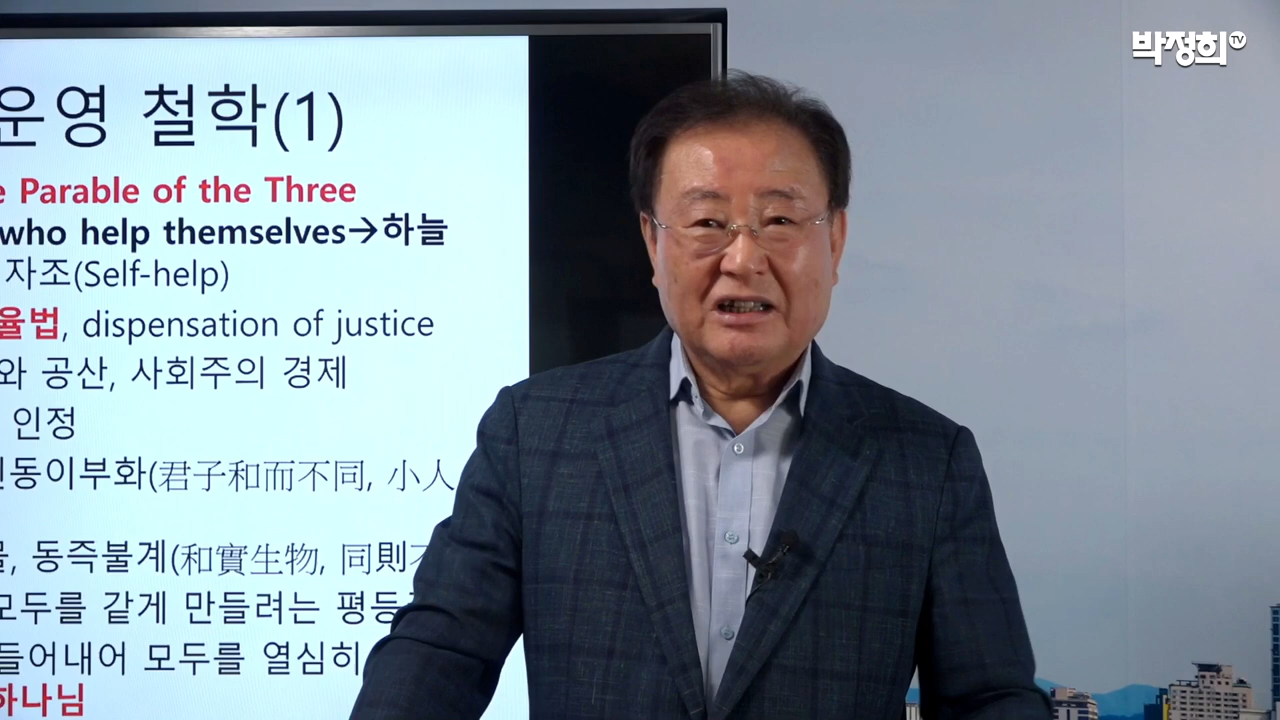 박정희TV
운영 철학(1)
Parable of the Three
who help themselves→하늘
자조(Self-help)
율법, dispensation of justice
와 공산, 사회주의 경제
인정
동이부화(君子和而不同, 小人
, 동즉불계(和實生物, 同則不
모두를 같게 만들려는 평등
들어내어 모두를 열심히
하나님